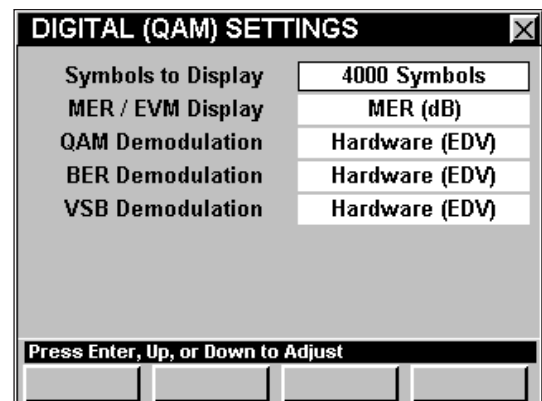 DIGITAL (QAM) SETTINGS
Symbols to Display 4000 Symbols
MER / EVM Display MER (dB)
QAM Demodulation Hardware (EDV)
BER Demodulation Hardware (EDV)
VSB Demodulation Hardware (EDV)
Press Enter, Up, or Down to Adjust